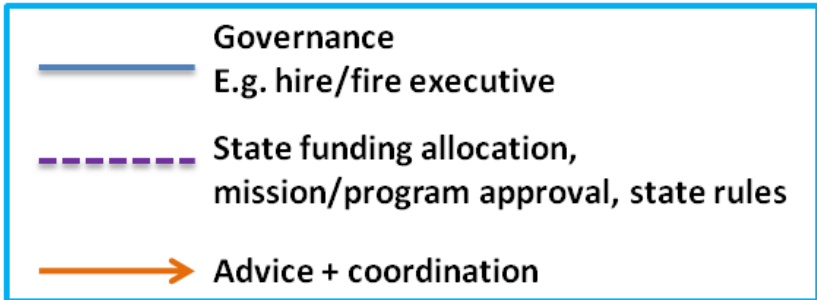 Governance
E.g. hire/fire executive
State funding allocation,
mission/program approval, state rules
Advice + coordination